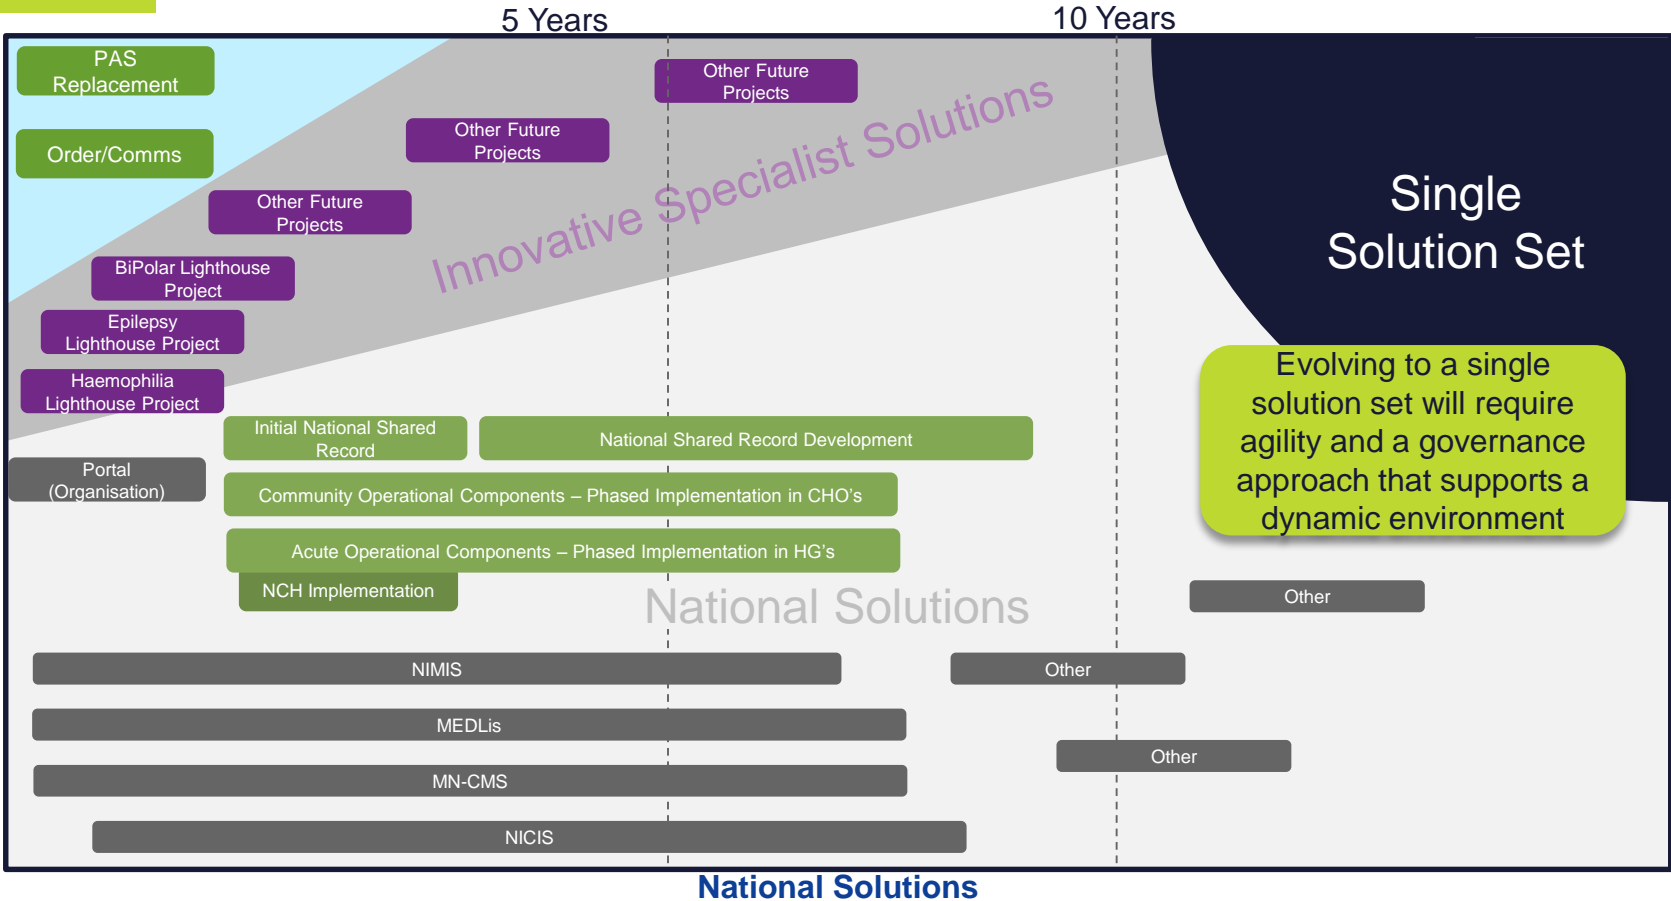 5 Years
10 Years
PAS
Replacement
Order/Comms
Other Future
Projects
Other Future
Projects
Other Future
Projects
BiPolar Lighthouse
Project
Epilepsy
Lighthouse Project
Haemophilia
Lighthouse Project
Innovative Specialist Solutions
Single
Solution Set
Evolving to a single
solution set will require
agility and a governance
approach that supports a
dynamic environment
Initial National Shared
Record
National Shared Record Development
Portal
(Organisation)
Community Operational Components – Phased Implementation in CHO’s
Acute Operational Components – Phased Implementation in HG’s
NCH Implementation
National Solutions
Other
NIMIS
Other
MEDLis
Other
MN-CMS
NICIS
National Solutions